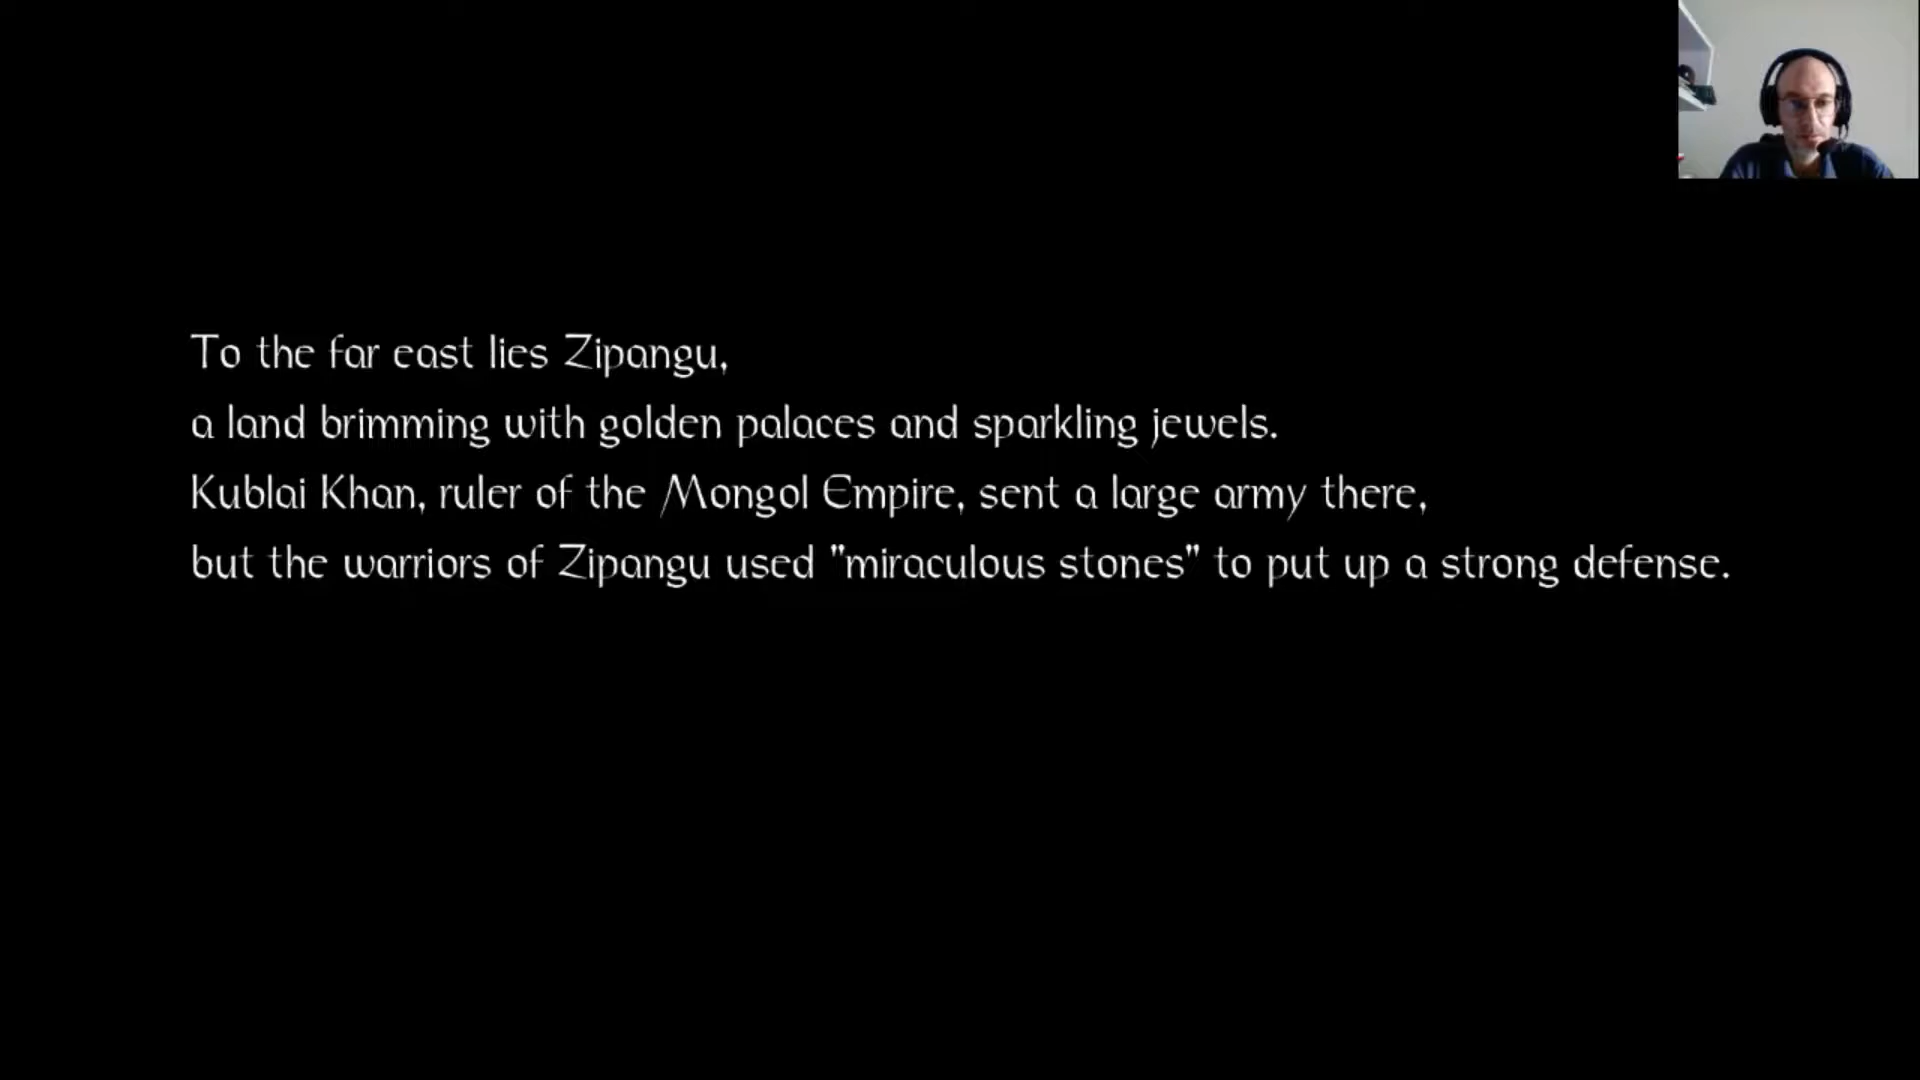 To the far east lies Zipangu,
a land brimming with golden palaces and sparkling jewels.
Kublai Khan, ruler of the Mongol Empire, sent a large army there,
but the warriors of Zipangu used "miraculous stones" to put up a strong defense.